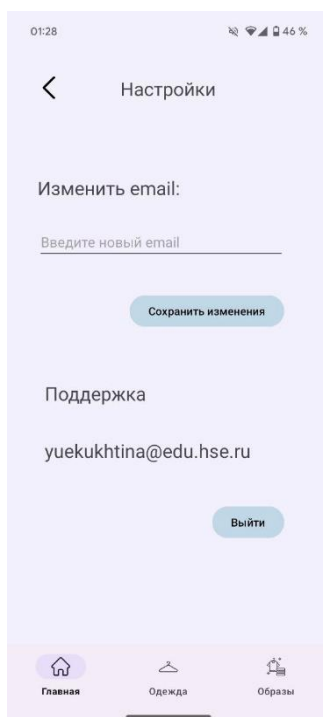 01:28 46 %
Настройки
Изменить email:
Введите новый email
Сохранить изменения
Поддержка
yuekukhtina@edu.hse.ru
Выйти
Главная Одежда Образы